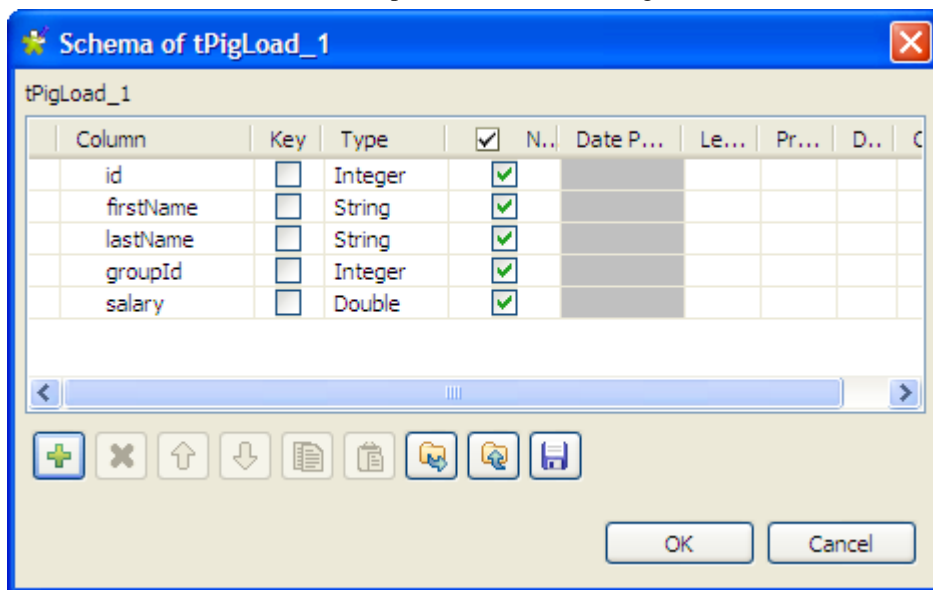 Schema of tPigLoad_1
tPigLoad_1
Column Key Type N.. Date P... Le... Pr... D..
id Integer
firstName String
lastName String
groupId Integer
salary Double
OK Cancel